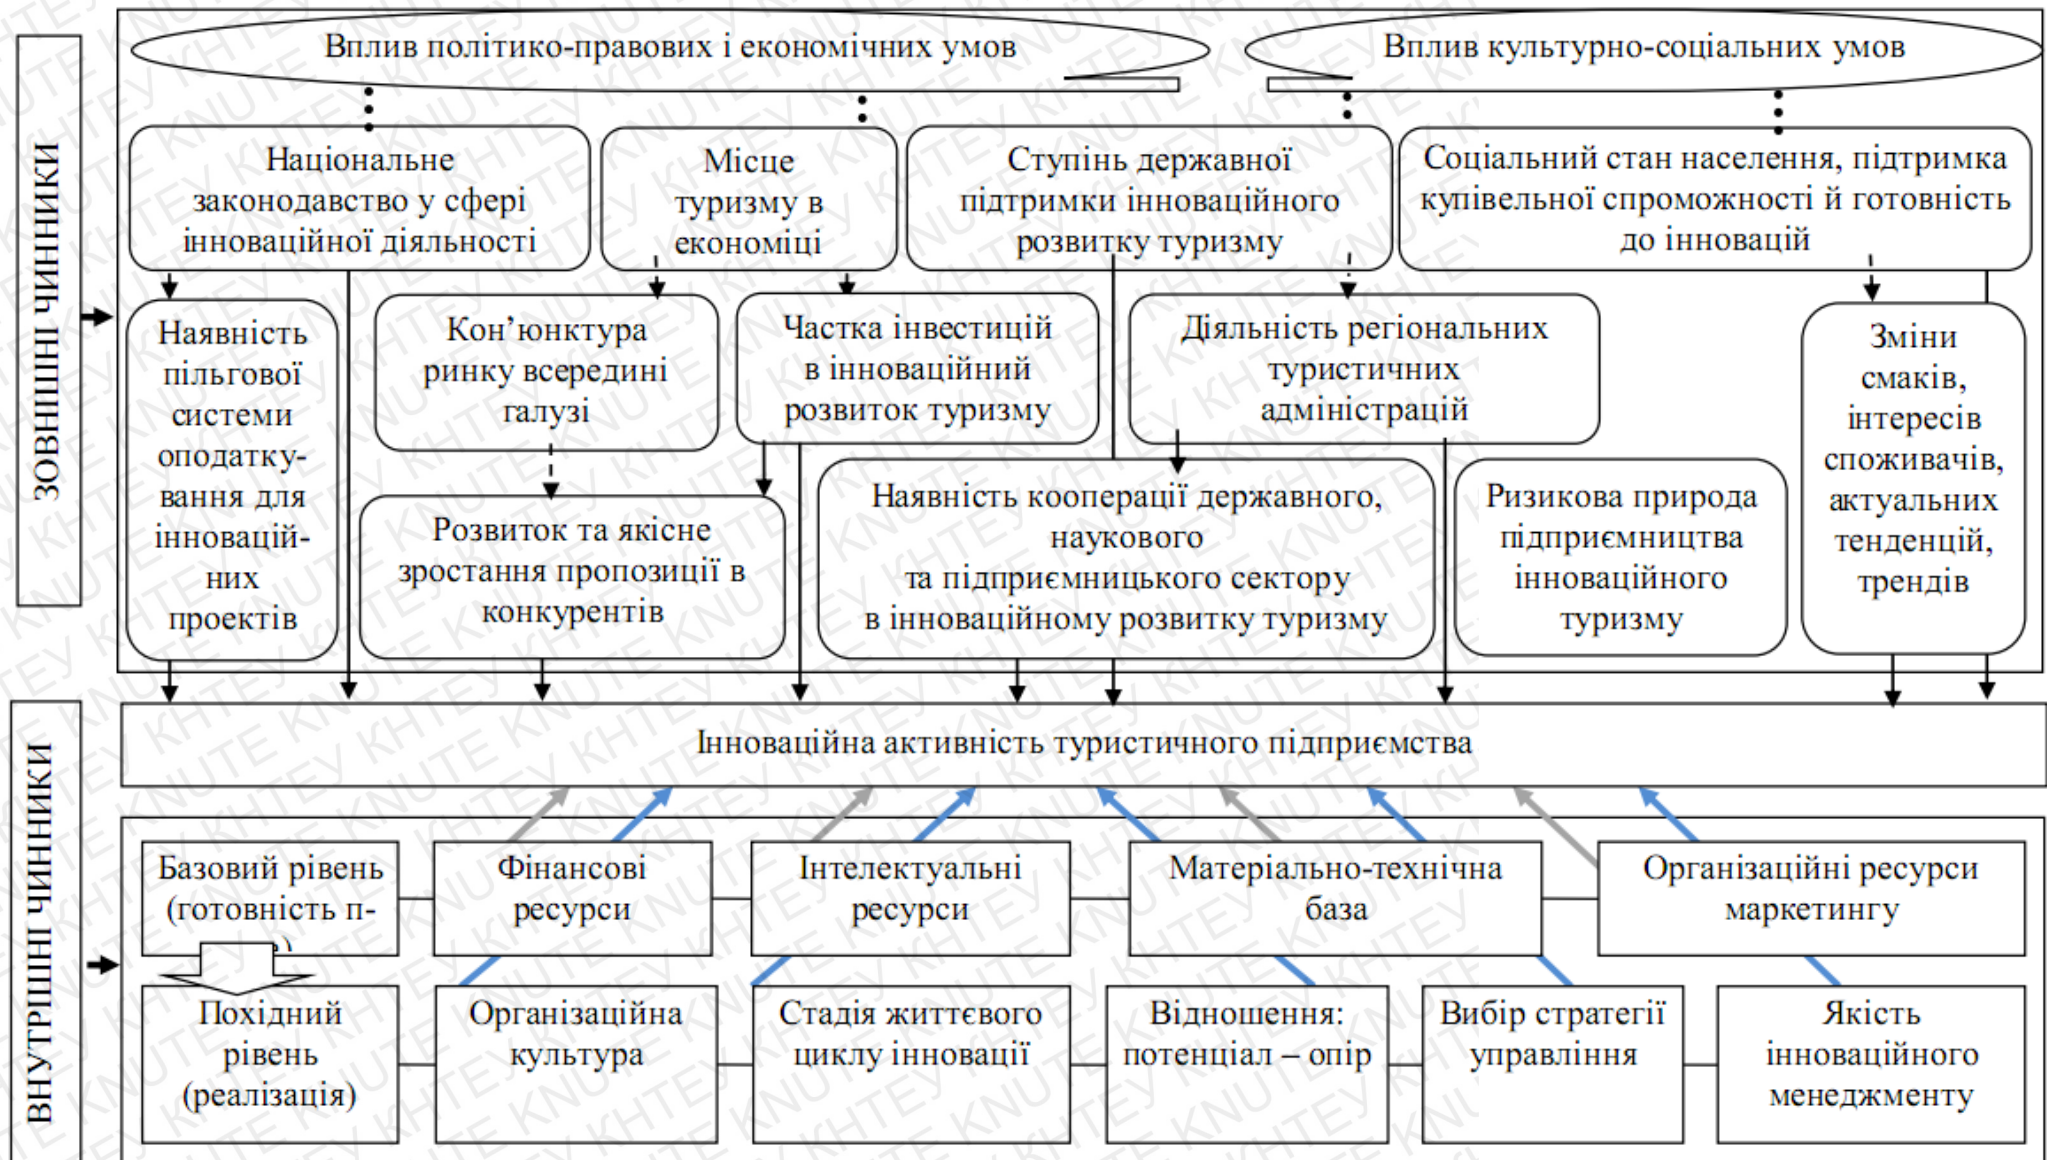 ЗОВНІШНІ ЧИННИКИ
Вплив політико-правових і економічних умов
Вплив культурно-соціальних умов
Національне
законодавство у сфері
інноваційної діяльності
Місце
туризму в
економіці
Ступінь державної
підтримки інноваційного
розвитку туризму
Соціальний стан населення, підтримка
купівельної спроможності й готовність
до інновацій
Наявність
пільгової
системи
оподатку-
вання для
інновацій-
них
проектів
Кон’юнктура
ринку всередині
галузі
Частка інвестицій
в інноваційний
розвиток туризму
Діяльність регіональних
туристичних
адміністрацій
Зміни
смаків,
інтересів
споживачів,
актуальних
тенденцій,
трендів
Розвиток та якісне
зростання пропозиції в
конкурентів
Наявність кооперації державного,
наукового
та підприємницького сектору
в інноваційному розвитку туризму
Ризикова природа
підприємництва
інноваційного
туризму
Інноваційна активність туристичного підприємства
ВНУТРІШНІ ЧИННИКИ
Базовий рівень
(готовність п-
Фінансові
ресурси
Інтелектуальні
ресурси
Матеріально-технічна
база
Організаційні ресурси
маркетингу
Похідний
рівень
(реалізація)
Організаційна
культура
Стадія життєвого
циклу інновації
Відношення:
потенціал – опір
Вибір стратегії
управління
Якість
інноваційного
менеджменту